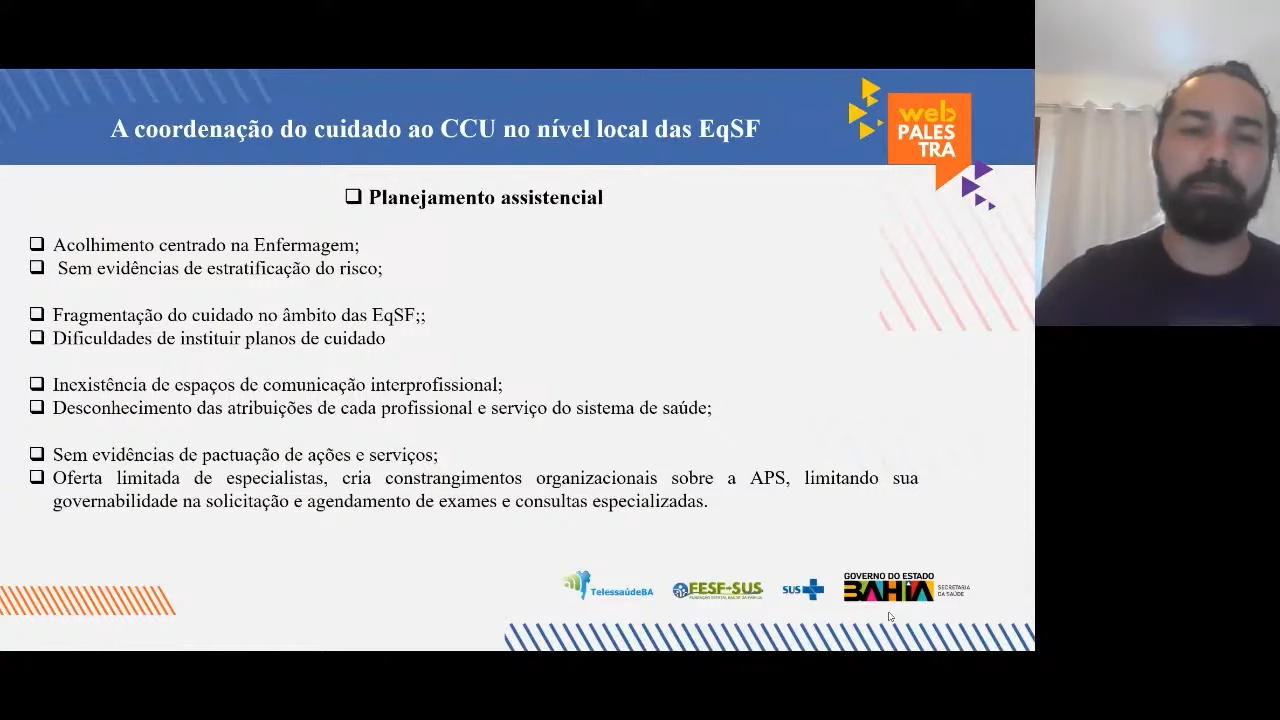 A coordenação do cuidado ao CCU no nível local das EqSF
web
PALES
TRA
Planejamento assistencial
Acolhimento centrado na Enfermagem;
Sem evidências de estratificação do risco;
Fragmentação do cuidado no âmbito das EqSF;;
Dificuldades de instituir planos de cuidado
Inexistência de espaços de comunicação interprofissional;
Desconhecimento das atribuições de cada profissional e serviço do sistema de saúde;
Sem evidências de pactuação de ações e serviços;
Oferta limitada de especialistas, cria constrangimentos organizacionais sobre a APS, limitando sua
governabilidade na solicitação e agendamento de exames e consultas especializadas.
TelessaúdeBA
FESF-SUS
SUS
GOVERNO DO ESTADO
BAHIA
SECRETARIA
DA SAÚDE